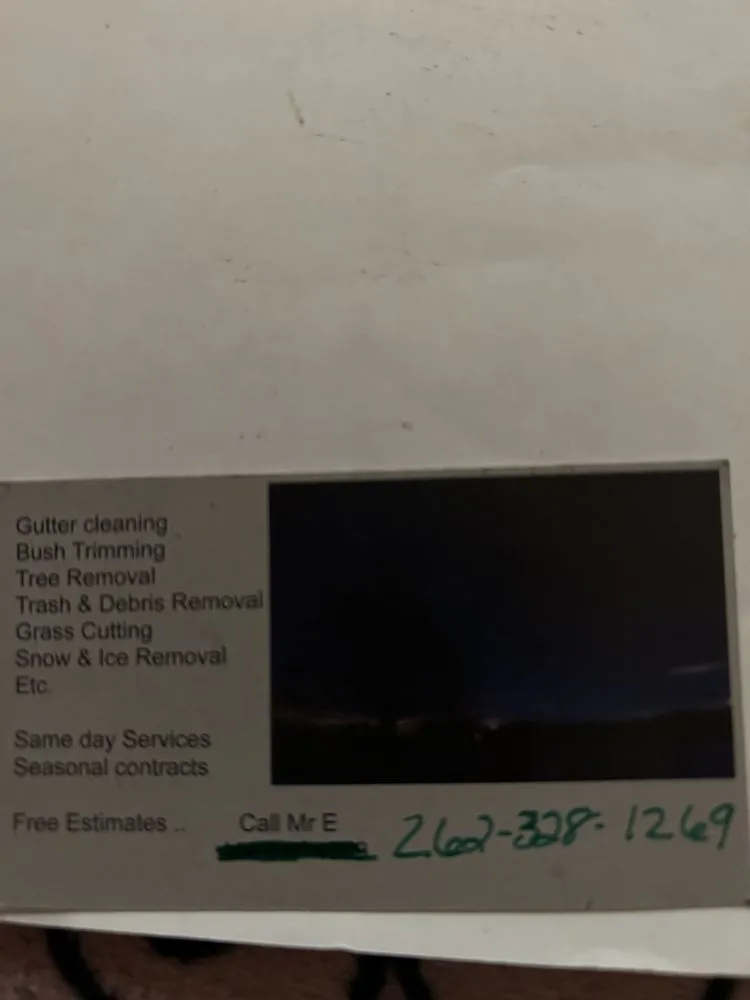 Gutter cleaning
Bush Trimming
Tree Removal
Trash & Debris Removal
Grass Cutting
Snow & Ice Removal
Etc.
Same day Services
Seasonal contracts
Free Estimates .. Call Mr E 262-328-1269